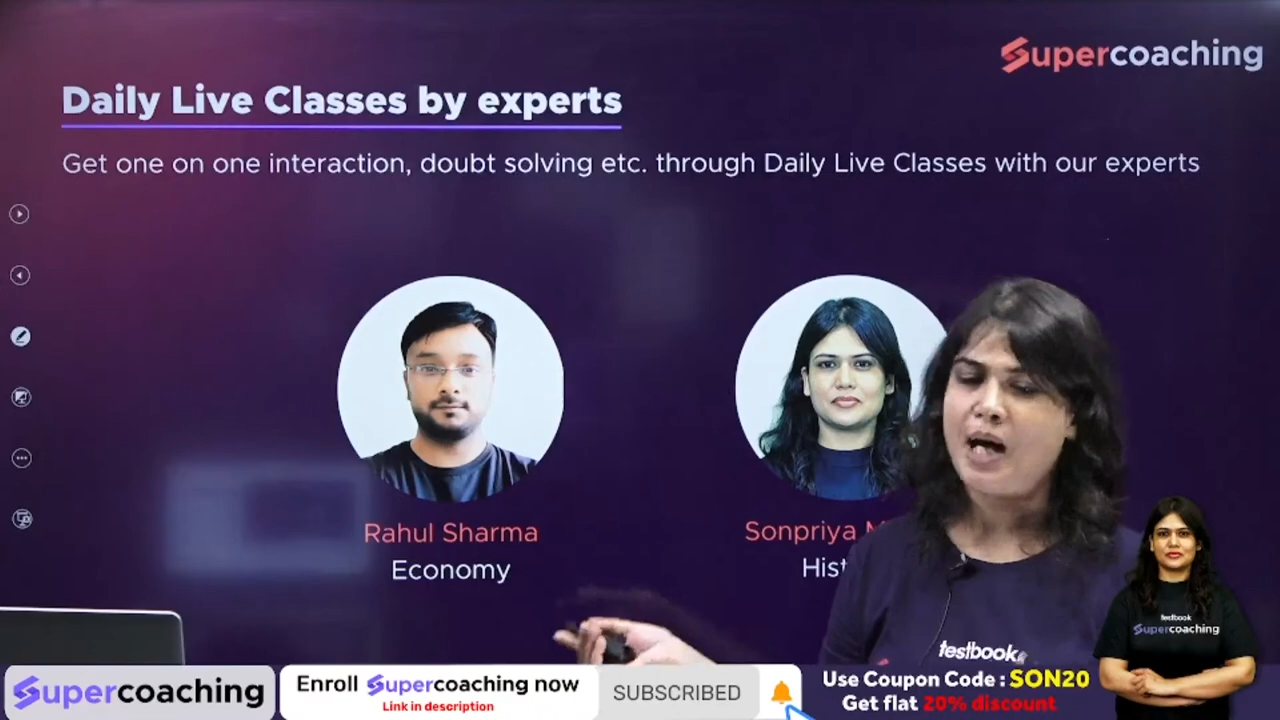 Supercoaching
Daily Live Classes by experts
Get one on one interaction, doubt solving etc. through Daily Live Classes with our experts
Rahul Sharma
Economy
Sonpriya
testbook
testbook
Supercoaching
Supercoaching
Enroll Supercoaching now
Link in description
SUBSCRIBED
Use Coupon Code : SON20
Get flat 20% discount